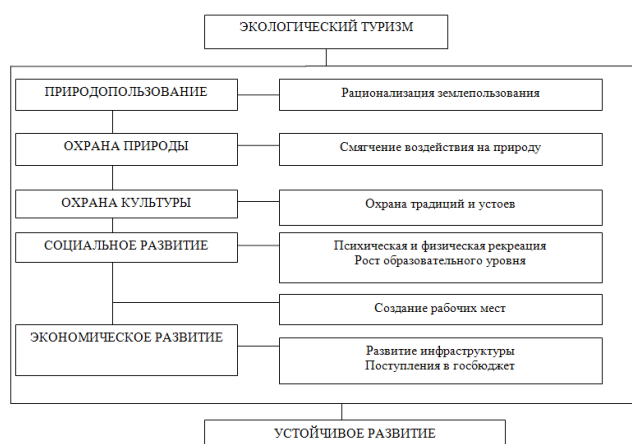 ЭКОЛОГИЧЕСКИЙ ТУРИЗМ
ПРИРОДОПОЛЬЗОВАНИЕ
Рационализация землепользования
ОХРАНА ПРИРОДЫ
Смягчение воздействия на природу
ОХРАНА КУЛЬТУРЫ
Охрана традиций и устоев
СОЦИАЛЬНОЕ РАЗВИТИЕ
Психическая и физическая рекреация
Рост образовательного уровня
Создание рабочих мест
ЭКОНОМИЧЕСКОЕ РАЗВИТИЕ
Развитие инфраструктуры
Поступления в госбюджет
УСТОЙЧИВОЕ РАЗВИТИЕ